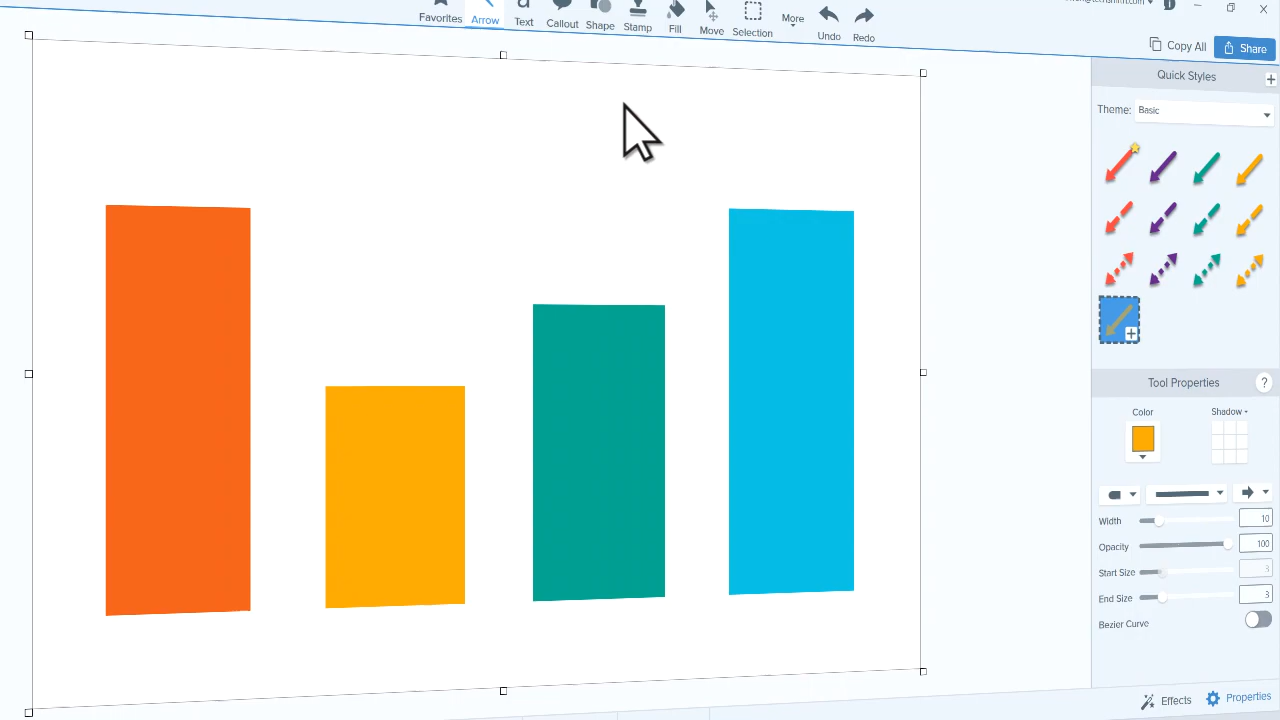 Favorites
Arrow
Text
Callout
Shape
Stamp
Fill
Move
Selection
More
Undo
Redo
Copy All
Share
Quick Styles
Theme: Basic
Tool Properties
?
Color
Shadow
Width 10
Opacity 100
Start Size 3
End Size 3
Bezier Curve
Effects
Properties